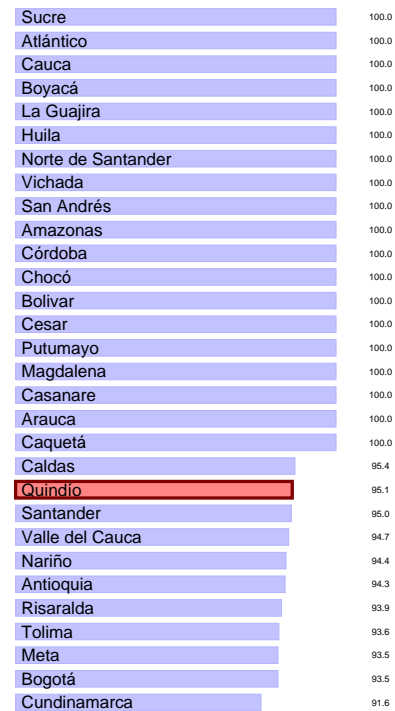 Sucre 100.0
Atlántico 100.0
Cauca 100.0
Boyacá 100.0
La Guajira 100.0
Huila 100.0
Norte de Santander 100.0
Vichada 100.0
San Andrés 100.0
Amazonas 100.0
Córdoba 100.0
Chocó 100.0
Bolivar 100.0
Cesar 100.0
Putumayo 100.0
Magdalena 100.0
Casanare 100.0
Arauca 100.0
Caquetá 100.0
Caldas 95.4
Quindío 95.1
Santander 95.0
Valle del Cauca 94.7
Nariño 94.4
Antioquia 94.3
Risaralda 93.9
Tolima 93.6
Meta 93.5
Bogotá 93.5
Cundinamarca 91.6